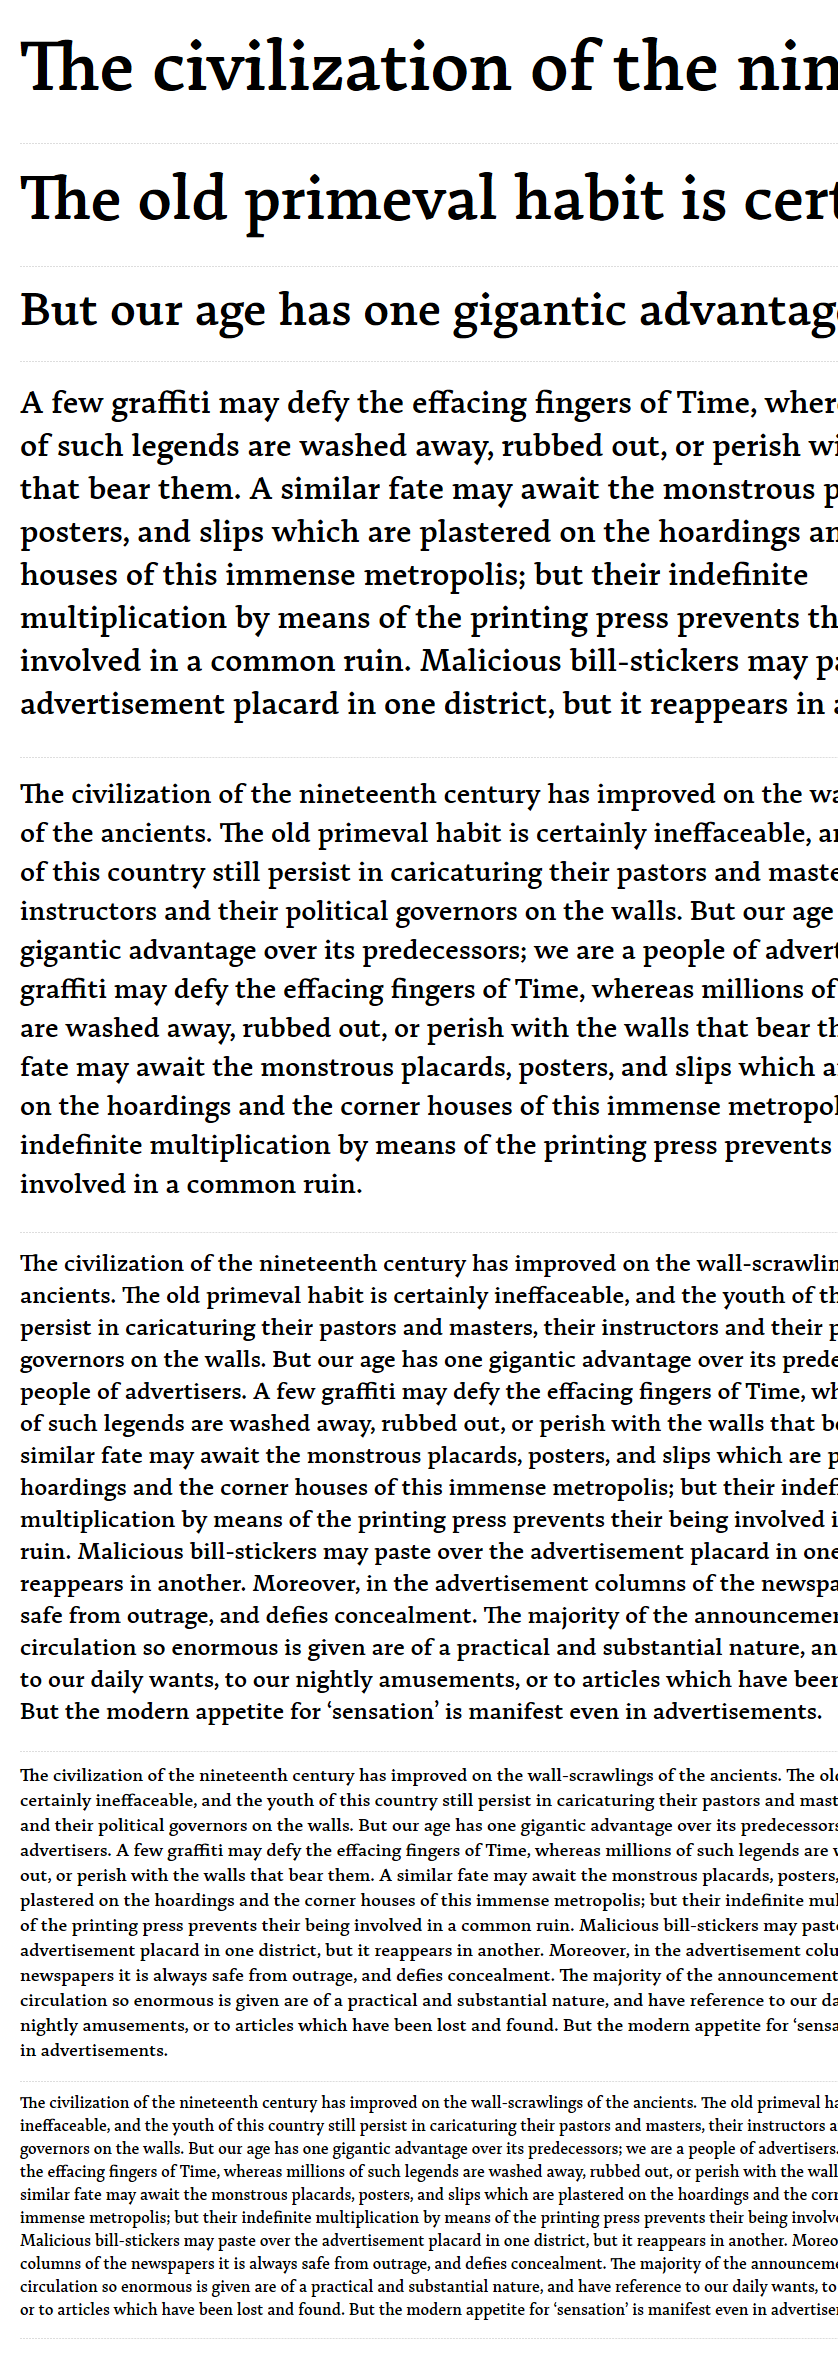 The civilization of the nin
The old primeval habit is cert
But our age has one gigantic advantage
A few graffiti may defy the effacing fingers of Time, wher
of such legends are washed away, rubbed out, or perish wi
that bear them. A similar fate may await the monstrous p
posters, and slips which are plastered on the hoardings an
houses of this immense metropolis; but their indefinite
multiplication by means of the printing press prevents th
involved in a common ruin. Malicious bill-stickers may pa
advertisement placard in one district, but it reappears in a
The civilization of the nineteenth century has improved on the wa
of the ancients. The old primeval habit is certainly ineffaceable, an
of this country still persist in caricaturing their pastors and maste
instructors and their political governors on the walls. But our age
gigantic advantage over its predecessors; we are a people of advert
graffiti may defy the effacing fingers of Time, whereas millions of
are washed away, rubbed out, or perish with the walls that bear th
fate may await the monstrous placards, posters, and slips which a
on the hoardings and the corner houses of this immense metropol
indefinite multiplication by means of the printing press prevents
involved in a common ruin.
The civilization of the nineteenth century has improved on the wall-scrawlin
ancients. The old primeval habit is certainly ineffaceable, and the youth of th
persist in caricaturing their pastors and masters, their instructors and their p
governors on the walls. But our age has one gigantic advantage over its prede
people of advertisers. A few graffiti may defy the effacing fingers of Time, wh
of such legends are washed away, rubbed out, or perish with the walls that be
similar fate may await the monstrous placards, posters, and slips which are p
hoardings and the corner houses of this immense metropolis; but their indefi
multiplication by means of the printing press prevents their being involved i
ruin. Malicious bill-stickers may paste over the advertisement placard in one
reappears in another. Moreover, in the advertisement columns of the newspa
safe from outrage, and defies concealment. The majority of the announcemen
circulation so enormous is given are of a practical and substantial nature, an
to our daily wants, to our nightly amusements, or to articles which have been
But the modern appetite for ‘sensation’ is manifest even in advertisements.
The civilization of the nineteenth century has improved on the wall-scrawlings of the ancients. The old
certainly ineffaceable, and the youth of this country still persist in caricaturing their pastors and mast
and their political governors on the walls. But our age has one gigantic advantage over its predecessors
advertisers. A few graffiti may defy the effacing fingers of Time, whereas millions of such legends are w
out, or perish with the walls that bear them. A similar fate may await the monstrous placards, posters,
plastered on the hoardings and the corner houses of this immense metropolis; but their indefinite mul
of the printing press prevents their being involved in a common ruin. Malicious bill-stickers may paste
advertisement placard in one district, but it reappears in another. Moreover, in the advertisement colu
newspapers it is always safe from outrage, and defies concealment. The majority of the announcement
circulation so enormous is given are of a practical and substantial nature, and have reference to our da
nightly amusements, or to articles which have been lost and found. But the modern appetite for ‘sensa
in advertisements.
The civilization of the nineteenth century has improved on the wall-scrawlings of the ancients. The old primeval ha
ineffaceable, and the youth of this country still persist in caricaturing their pastors and masters, their instructors a
governors on the walls. But our age has one gigantic advantage over its predecessors; we are a people of advertisers.
the effacing fingers of Time, whereas millions of such legends are washed away, rubbed out, or perish with the wall
similar fate may await the monstrous placards, posters, and slips which are plastered on the hoardings and the corn
immense metropolis; but their indefinite multiplication by means of the printing press prevents their being involve
Malicious bill-stickers may paste over the advertisement placard in one district, but it reappears in another. Moreo
columns of the newspapers it is always safe from outrage, and defies concealment. The majority of the announceme
circulation so enormous is given are of a practical and substantial nature, and have reference to our daily wants, to
or to articles which have been lost and found. But the modern appetite for ‘sensation’ is manifest even in advertisem